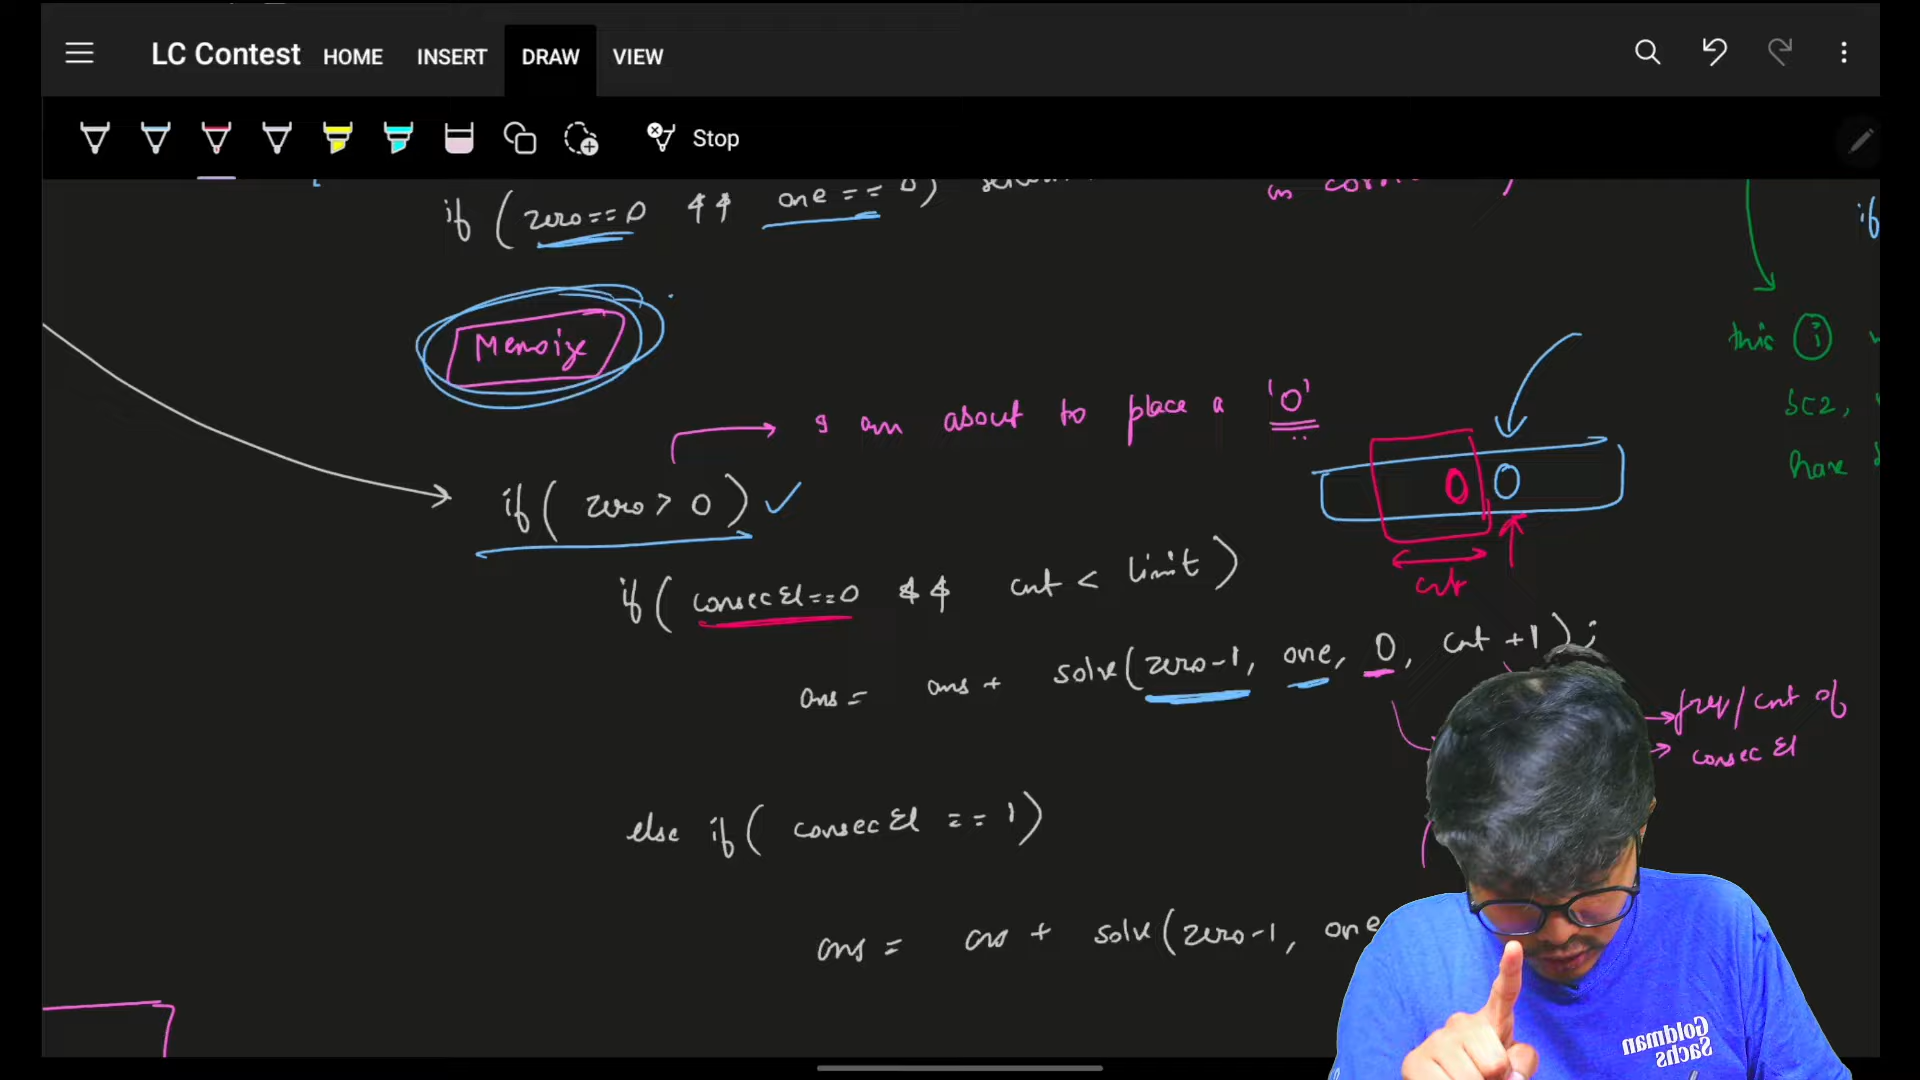 LC Contest HOME INSERT DRAW VIEW
Stop
if (zero==0 && one==0)
if
Memoize
this i
I am about to place a '0'
0 0
have
if( zero > 0 )
cnt
if( consecEl==0 && cnt < limit )
ans = ans + solve(zero-1, one, 0, cnt +1);
freq/cnt of
consec El
else if( consecEl == 1)
ans = ans + solve(zero-1, one
Goldman
Sachs